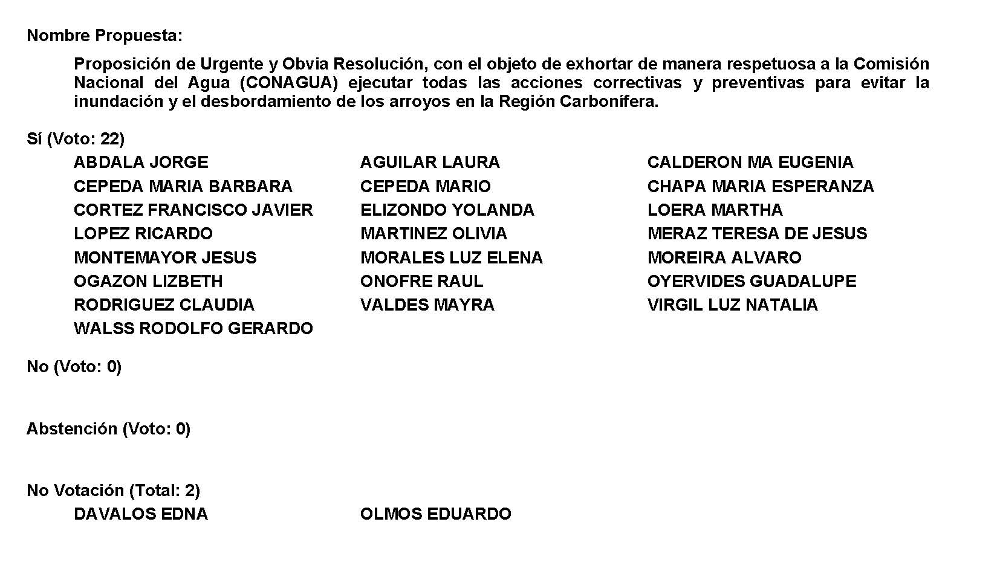 Nombre Propuesta:
Proposición de Urgente y Obvia Resolución, con el objeto de exhortar de manera respetuosa a la Comisión
Nacional del Agua (CONAGUA) ejecutar todas las acciones correctivas y preventivas para evitar la
inundación y el desbordamiento de los arroyos en la Región Carbonífera.
Sí (Voto: 22)
ABDALA JORGE AGUILAR LAURA CALDERON MA EUGENIA
CEPEDA MARIA BARBARA CEPEDA MARIO CHAPA MARIA ESPERANZA
CORTEZ FRANCISCO JAVIER ELIZONDO YOLANDA LOERA MARTHA
LOPEZ RICARDO MARTINEZ OLIVIA MERAZ TERESA DE JESUS
MONTEMAYOR JESUS MORALES LUZ ELENA MOREIRA ALVARO
OGAZON LIZBETH ONOFRE RAUL OYERVIDES GUADALUPE
RODRIGUEZ CLAUDIA VALDES MAYRA VIRGIL LUZ NATALIA
WALSS RODOLFO GERARDO
No (Voto: 0)
Abstención (Voto: 0)
No Votación (Total: 2)
DAVALOS EDNA OLMOS EDUARDO